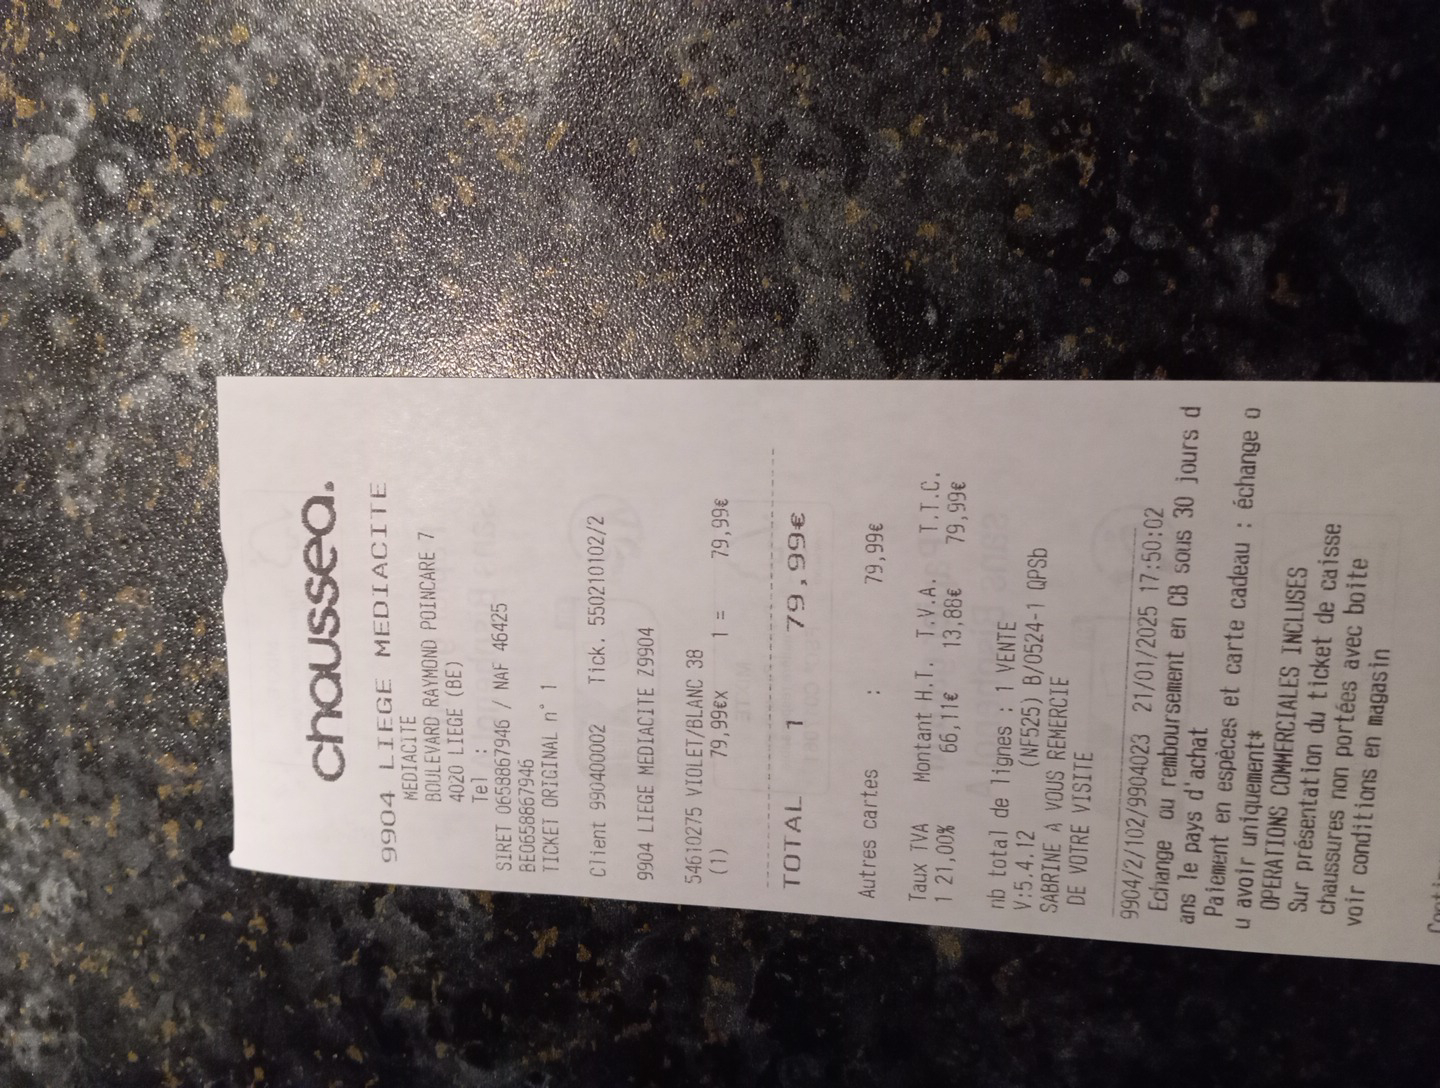 chaussea.
9904 LIEGE MEDIACITE
MEDIACITE
BOULEVARD RAYMOND POINCARE 7
4020 LIEGE (BE)
Tel :
SIRET 0658867946 / NAF 46425
BE0658867946
TICKET ORIGINAL n° 1
Client 990400002 Tick. 550210102/2
9904 LIEGE MEDIACITE Z9904
54610275 VIOLET/BLANC 38
(1) 79,99€x 1 = 79,99€
TOTAL 1 79,99€
Autres cartes : 79,99€
Taux TVA Montant H.T. T.V.A. T.T.C.
1 21,00% 66,11€ 13,88€ 79,99€
nb total de lignes : 1 VENTE
V:5.4.12 (NF525) B/0524-1 QPSb
SABRINE A VOUS REMERCIE
DE VOTRE VISITE
9904/2/102/9904023 21/01/2025 17:50:02
Echange ou remboursement en CB sous 30 jours d
ans le pays d'achat
Paiement en espèces et carte cadeau : échange o
u avoir uniquement*
OPERATIONS COMMERCIALES INCLUSES
Sur présentation du ticket de caisse
chaussures non portées avec boite
voir conditions en magasin